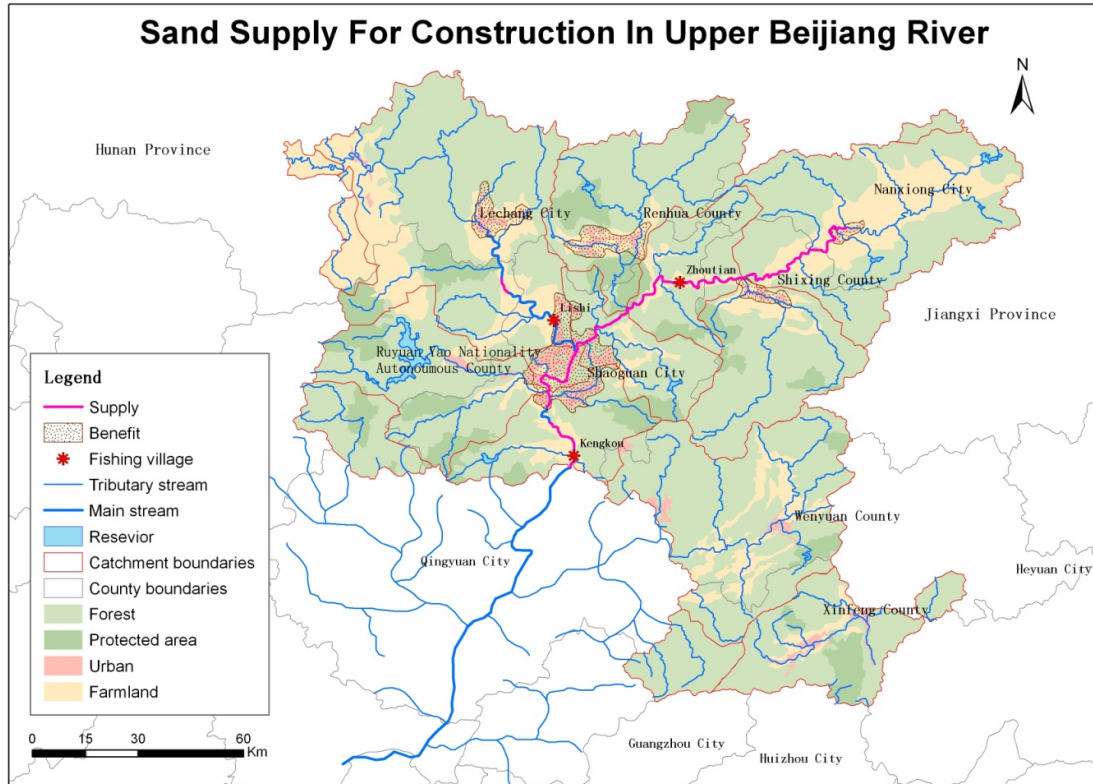 Sand Supply For Construction In Upper Beijiang River
N
Hunan Province
Nanxiong City
Lechang City
Renhua County
Zhoutian
Shixing County
Lishi
Jiangxi Province
Ruyuan Yao Nationality
Autonoumous County
Shaoguan City
Kengkou
Wenyuan County
Qingyuan City
Heyuan City
Xinfeng County
Guangzhou City
Huizhou City
Legend
Supply
Benefit
Fishing village
Tributary stream
Main stream
Resevior
Catchment boundaries
County boundaries
Forest
Protected area
Urban
Farmland
0 15 30 60
Km